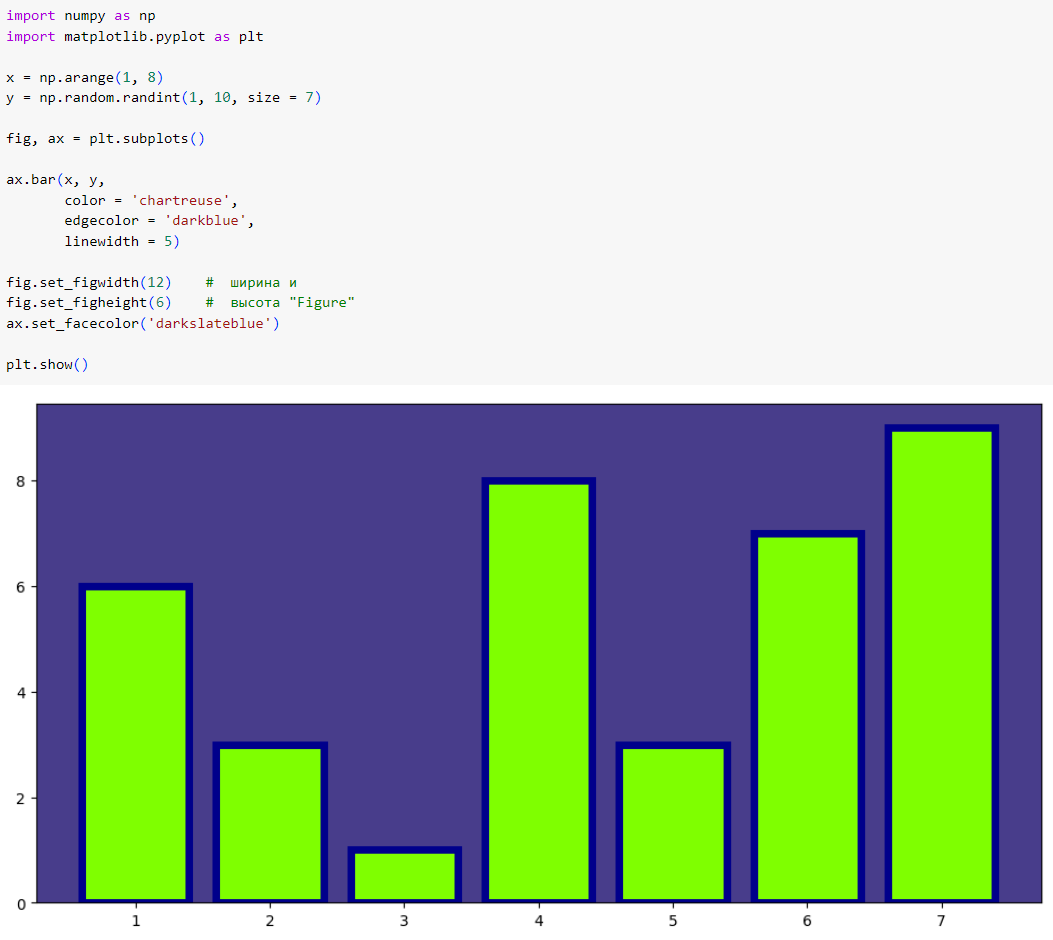 import numpy as np
import matplotlib.pyplot as plt
x = np.arange(1, 8)
y = np.random.randint(1, 10, size = 7)
fig, ax = plt.subplots()
ax.bar(x, y,
       color = 'chartreuse',
       edgecolor = 'darkblue',
       linewidth = 5)
fig.set_figwidth(12)    #  ширина и
fig.set_figheight(6)    #  высота "Figure"
ax.set_facecolor('darkslateblue')
plt.show()
8
6
4
2
0
1 2 3 4 5 6 7